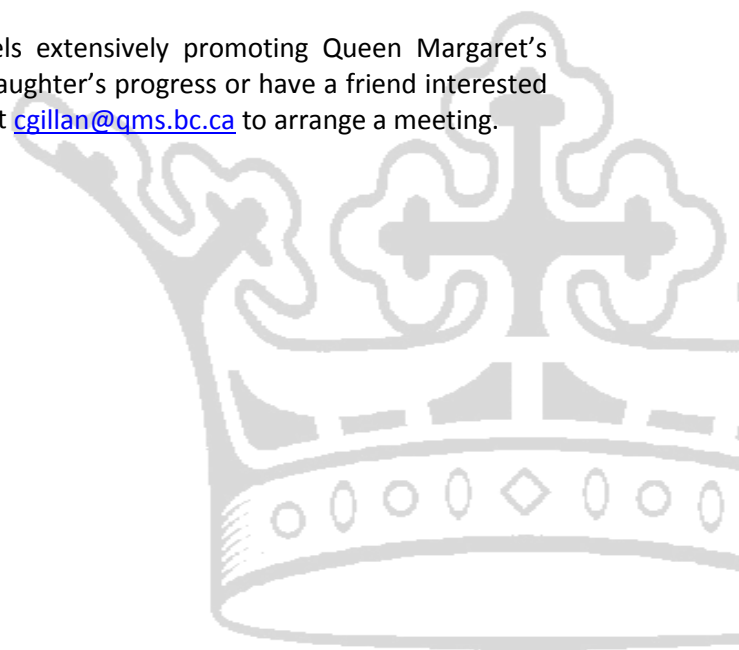 els extensively promoting Queen Margaret’s
aughter’s progress or have a friend interested
t cgillan@qms.bc.ca to arrange a meeting.